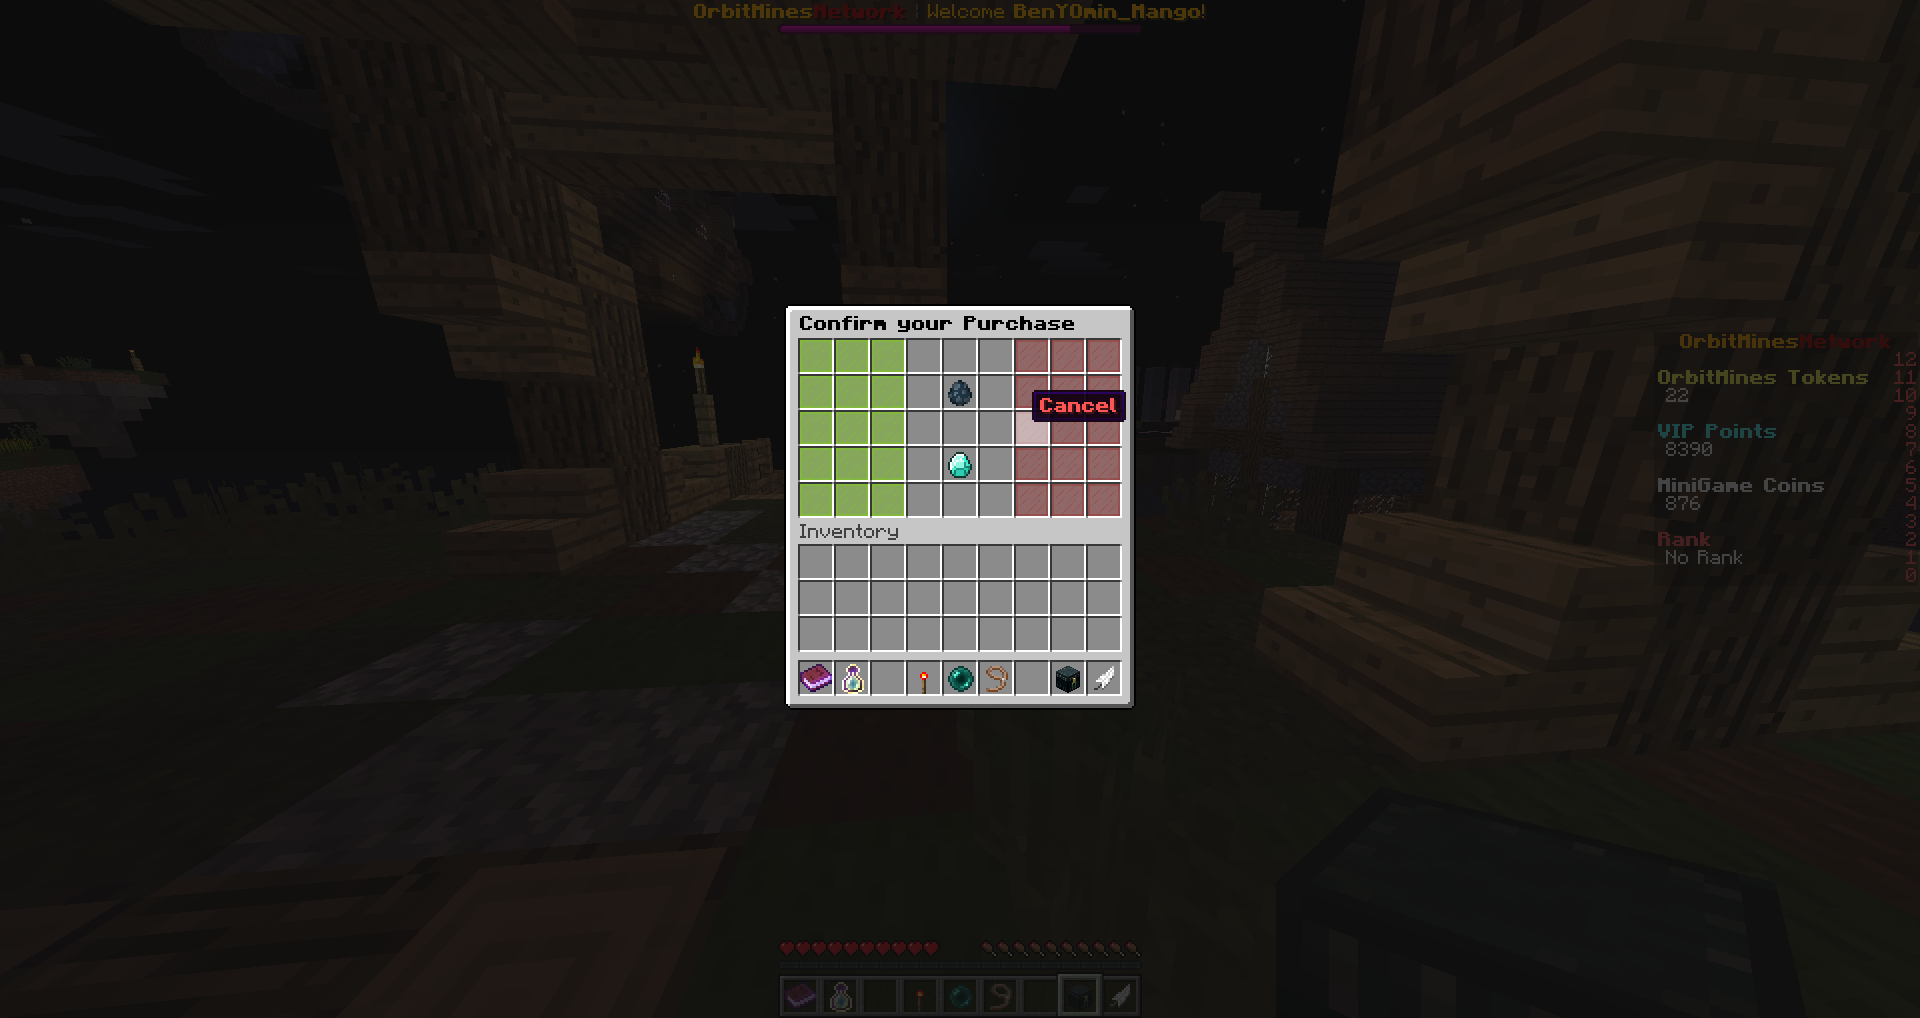 OrbitMinesNetwork | Welcome BenYOmin_Mango!
Confirm your Purchase
Cancel
Inventory
OrbitMinesNetwork
12
OrbitMines Tokens 11
22 10
9
VIP Points 8
8390 7
6
MiniGame Coins 5
876 4
3
Rank 2
No Rank 1
0